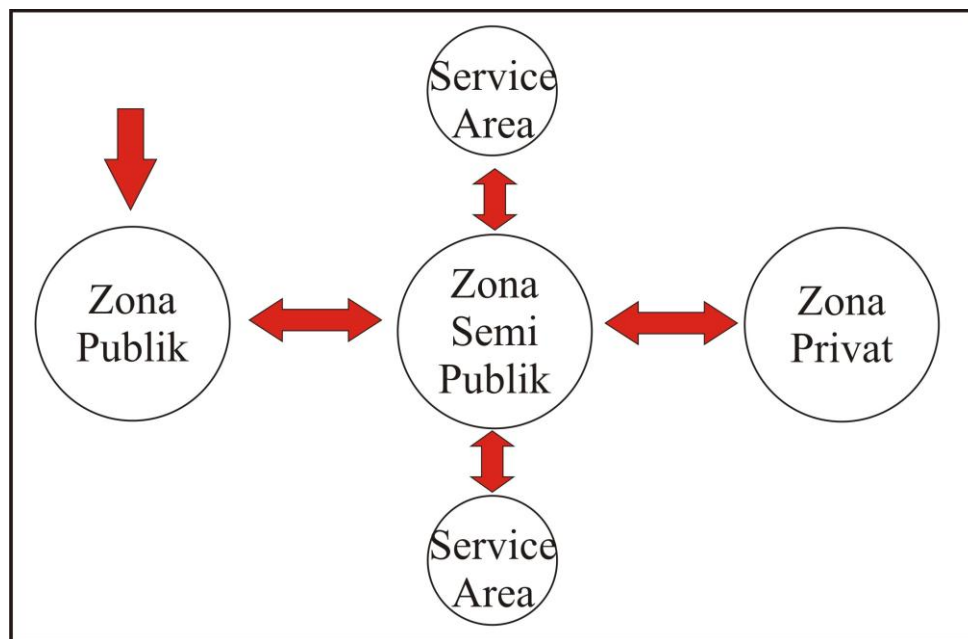 Service
Area
Zona
Publik
Zona
Semi
Publik
Zona
Privat
Service
Area